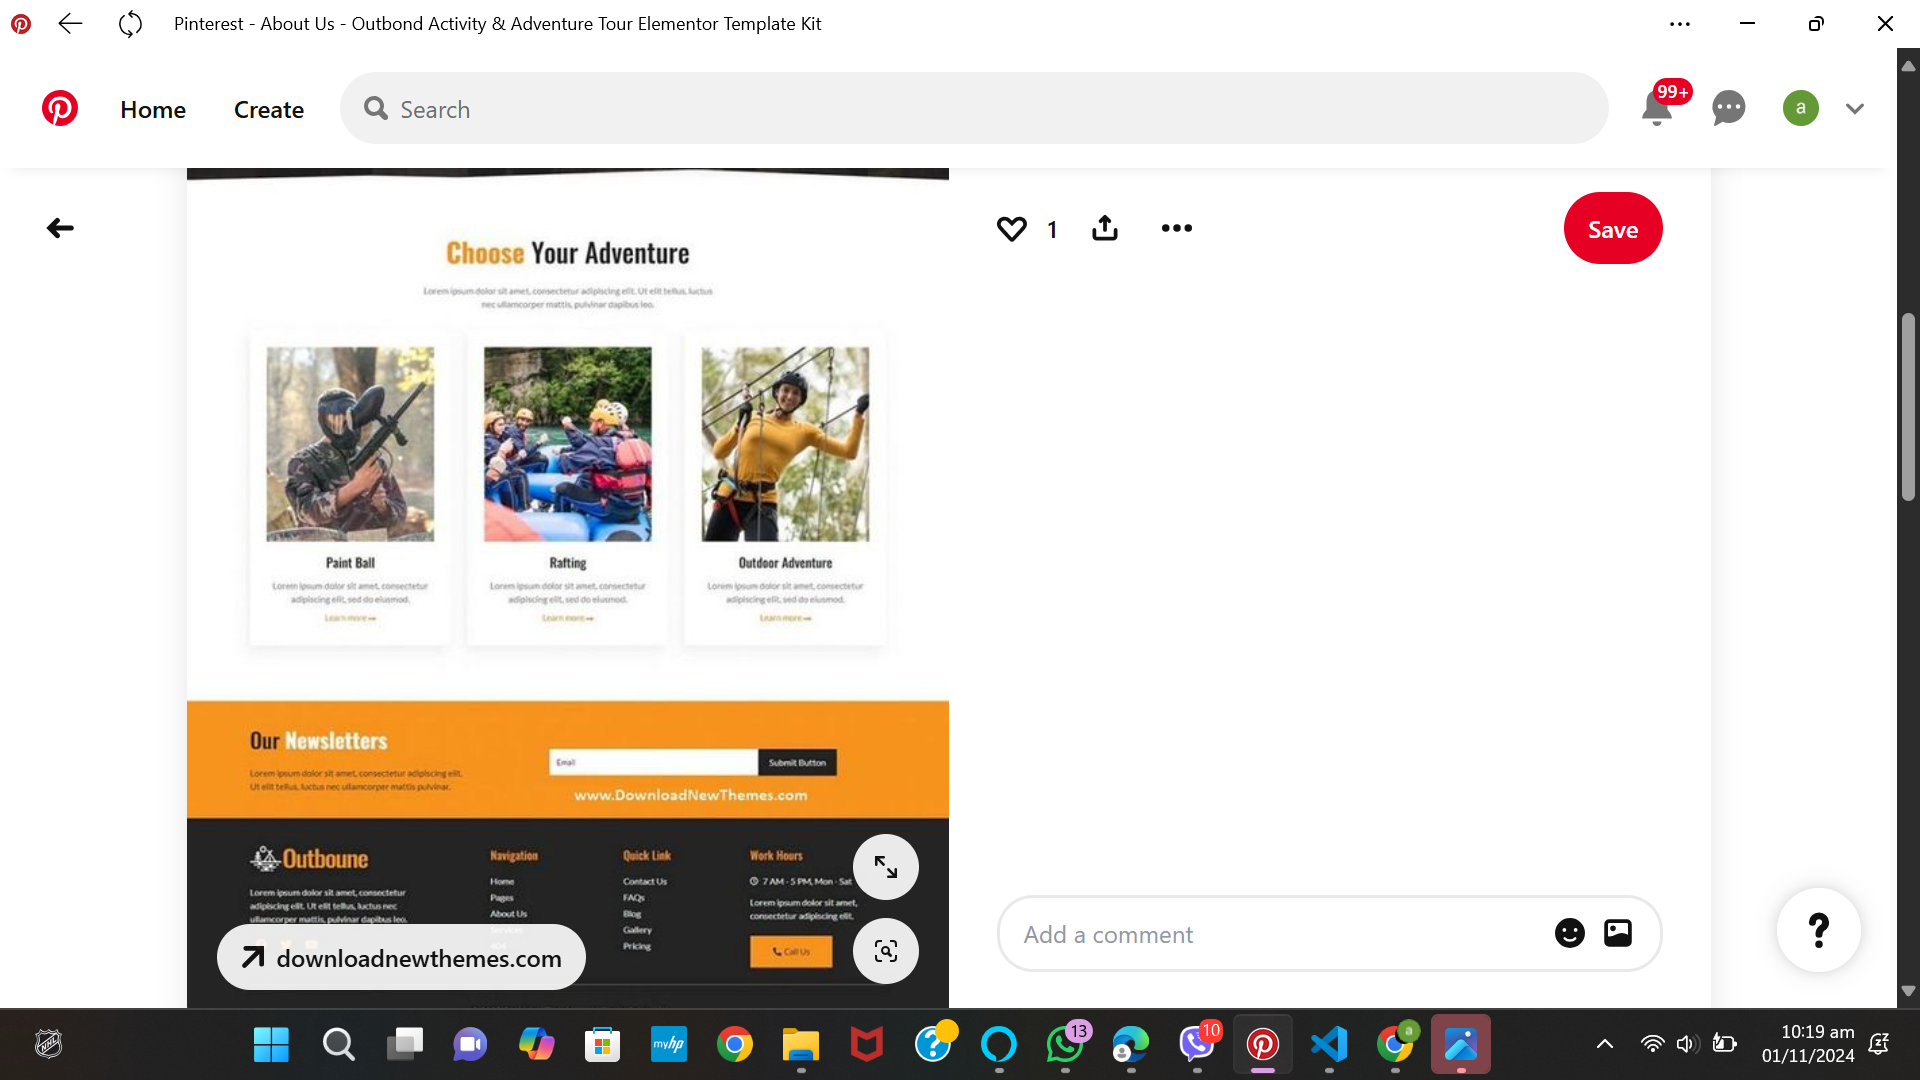 Pinterest - About Us - Outbond Activity & Adventure Tour Elementor Template Kit
Home
Create
Search
99+
a
1
Save
Choose Your Adventure
Lorem ipsum dolor sit amet, consectetur adipiscing elit. Ut elit tellus, luctus
nec ullamcorper mattis, pulvinar dapibus leo.
Paint Ball
Lorem ipsum dolor sit amet, consectetur
adipiscing elit, sed do eiusmod.
Learn more
Rafting
Lorem ipsum dolor sit amet, consectetur
adipiscing elit, sed do eiusmod.
Learn more
Outdoor Adventure
Lorem ipsum dolor sit amet, consectetur
adipiscing elit, sed do eiusmod.
Learn more
Our Newsletters
Lorem ipsum dolor sit amet, consectetur adipiscing elit.
Ut elit tellus, luctus nec ullamcorper mattis pulvinar.
Email
Submit Button
www.DownloadNewThemes.com
Outboune
Lorem ipsum dolor sit amet, consectetur
adipiscing elit. Ut elit tellus, luctus nec
ullamcorper mattis, pulvinar dapibus leo.
Navigation
Home
Pages
About Us
Services
Quick Link
Contact Us
FAQs
Blog
Gallery
Pricing
Work Hours
7 AM - 5 PM, Mon - Sat
Lorem ipsum dolor sit amet,
consectetur adipiscing elit.
Call Us
downloadnewthemes.com
Add a comment
?
NHL
myhp
13
10
a
10:19 am
01/11/2024